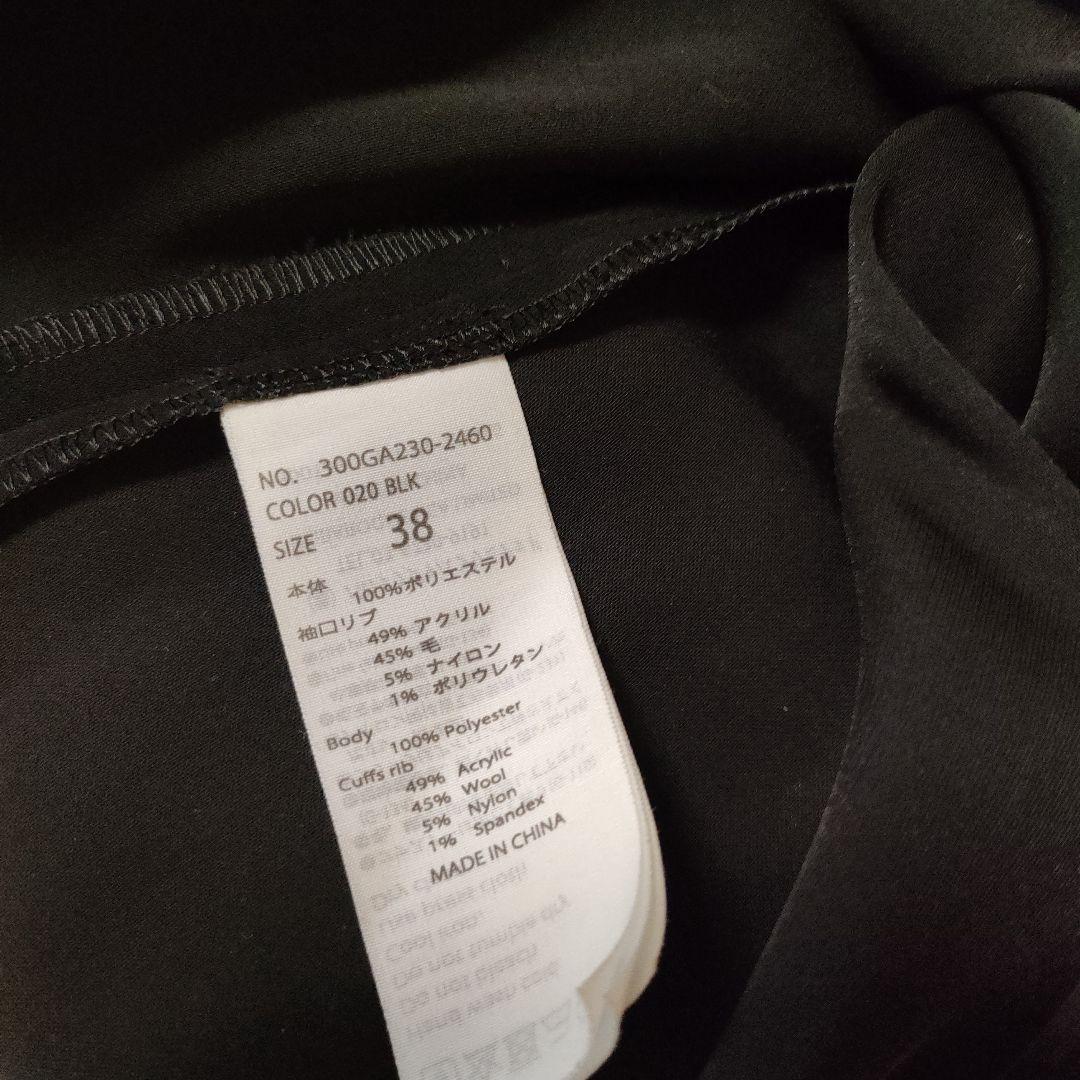 NO. 300GA230-2460
COLOR 020 BLK
SIZE 38
本体 100%ポリエステル
袖口リブ
49% アクリル
45% 毛
5% ナイロン
1% ポリウレタン
Body 100% Polyester
Cuffs rib
49% Acrylic
45% Wool
5% Nylon
1% Spandex
MADE IN CHINA